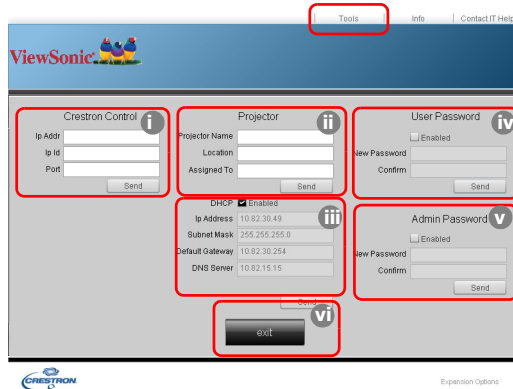 Tools
Info
Contact IT Help
ViewSonic
Crestron Control
i
Ip Addr
Ip Id
Port
Send
Projector
ii
Projector Name
Location
Assigned To
Send
DHCP Enabled
iii
Ip Address 10.82.30.49
Subnet Mask 255.255.255.0
Default Gateway 10.82.30.254
DNS Server 10.82.15.15
Send
User Password
iv
Enabled
New Password
Confirm
Send
Admin Password
v
Enabled
New Password
Confirm
Send
vi
exit
CRESTRON
Expansion Options